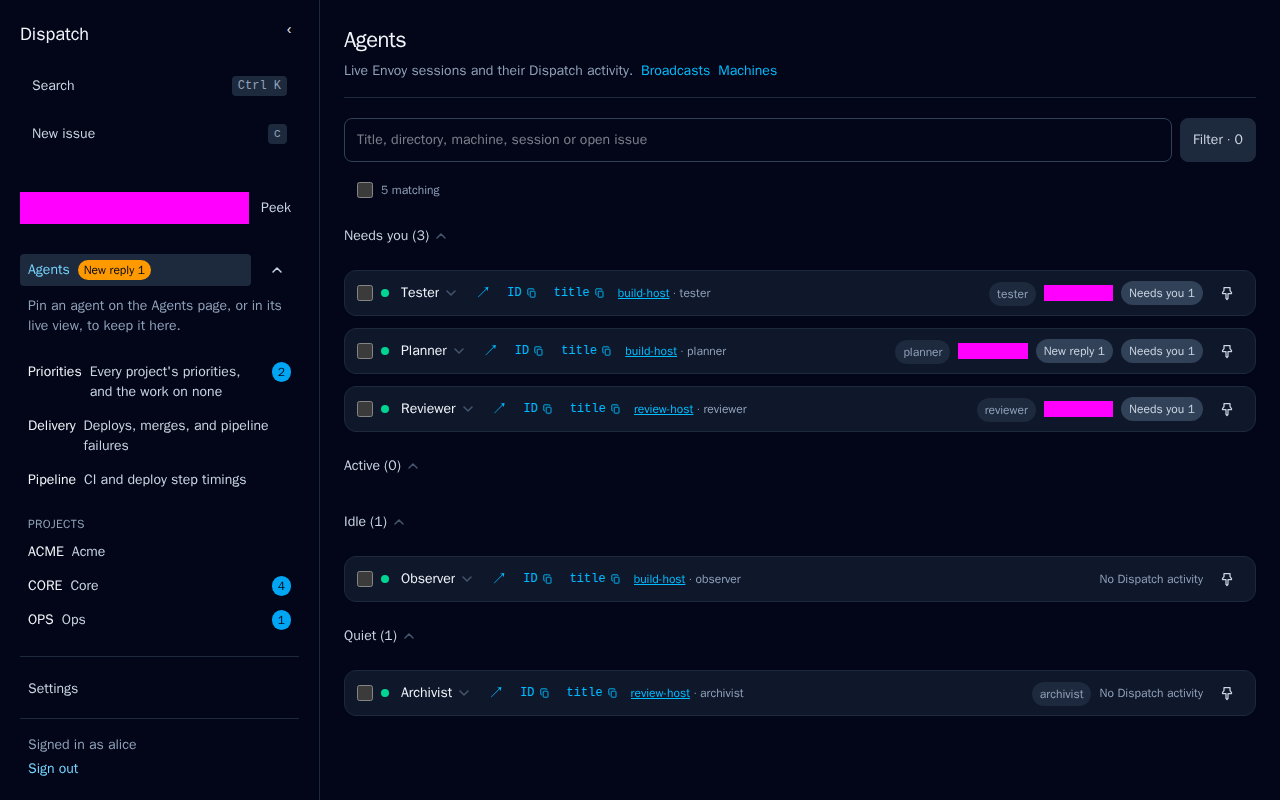 Dispatch ‹
Search Ctrl K
New issue c
Peek
Agents New reply 1
Pin an agent on the Agents page, or in its
live view, to keep it here.
Priorities Every project's priorities, 2
and the work on none
Delivery Deploys, merges, and pipeline
failures
Pipeline CI and deploy step timings
PROJECTS
ACME Acme
CORE Core 4
OPS Ops 1
Settings
Signed in as alice
Sign out
Agents
Live Envoy sessions and their Dispatch activity. Broadcasts Machines
Title, directory, machine, session or open issue Filter · 0
5 matching
Needs you (3)
Tester ID title build-host · tester tester Needs you 1
Planner ID title build-host · planner planner New reply 1 Needs you 1
Reviewer ID title review-host · reviewer reviewer Needs you 1
Active (0)
Idle (1)
Observer ID title build-host · observer No Dispatch activity
Quiet (1)
Archivist ID title review-host · archivist archivist No Dispatch activity